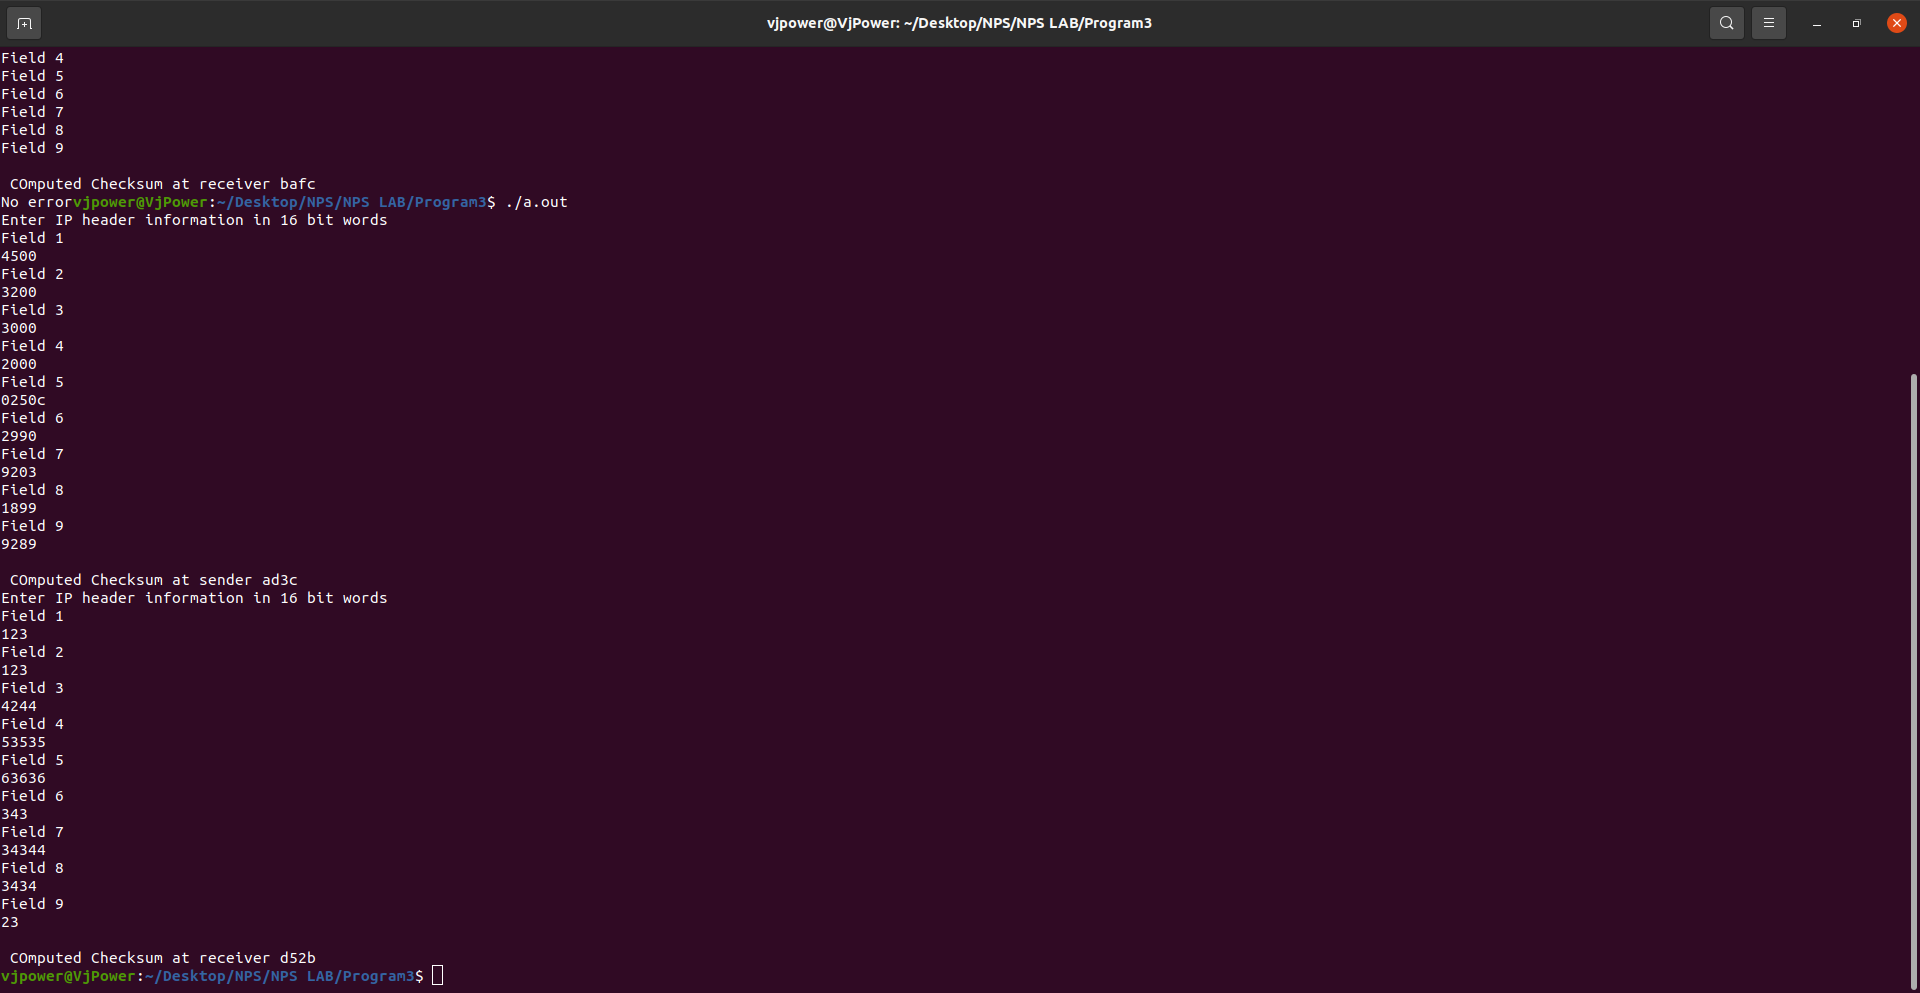 vjpower@VjPower: ~/Desktop/NPS/NPS LAB/Program3
Field 4
Field 5
Field 6
Field 7
Field 8
Field 9
COmputed Checksum at receiver bafc
No errorvjpower@VjPower:~/Desktop/NPS/NPS LAB/Program3$ ./a.out
Enter IP header information in 16 bit words
Field 1
4500
Field 2
3200
Field 3
3000
Field 4
2000
Field 5
0250c
Field 6
2990
Field 7
9203
Field 8
1899
Field 9
9289
COmputed Checksum at sender ad3c
Enter IP header information in 16 bit words
Field 1
123
Field 2
123
Field 3
4244
Field 4
53535
Field 5
63636
Field 6
343
Field 7
34344
Field 8
3434
Field 9
23
COmputed Checksum at receiver d52b
vjpower@VjPower:~/Desktop/NPS/NPS LAB/Program3$